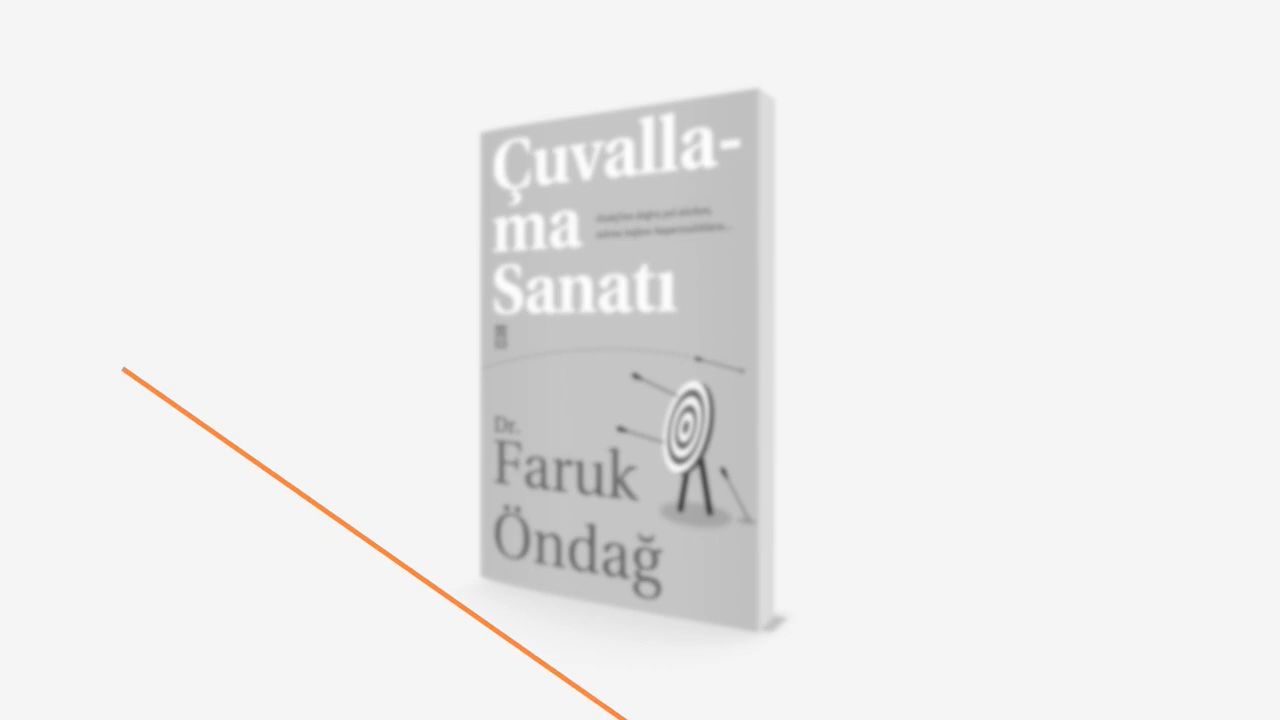 Çuvalla-
ma
Sanatı
Dr.
Faruk
Öndağ